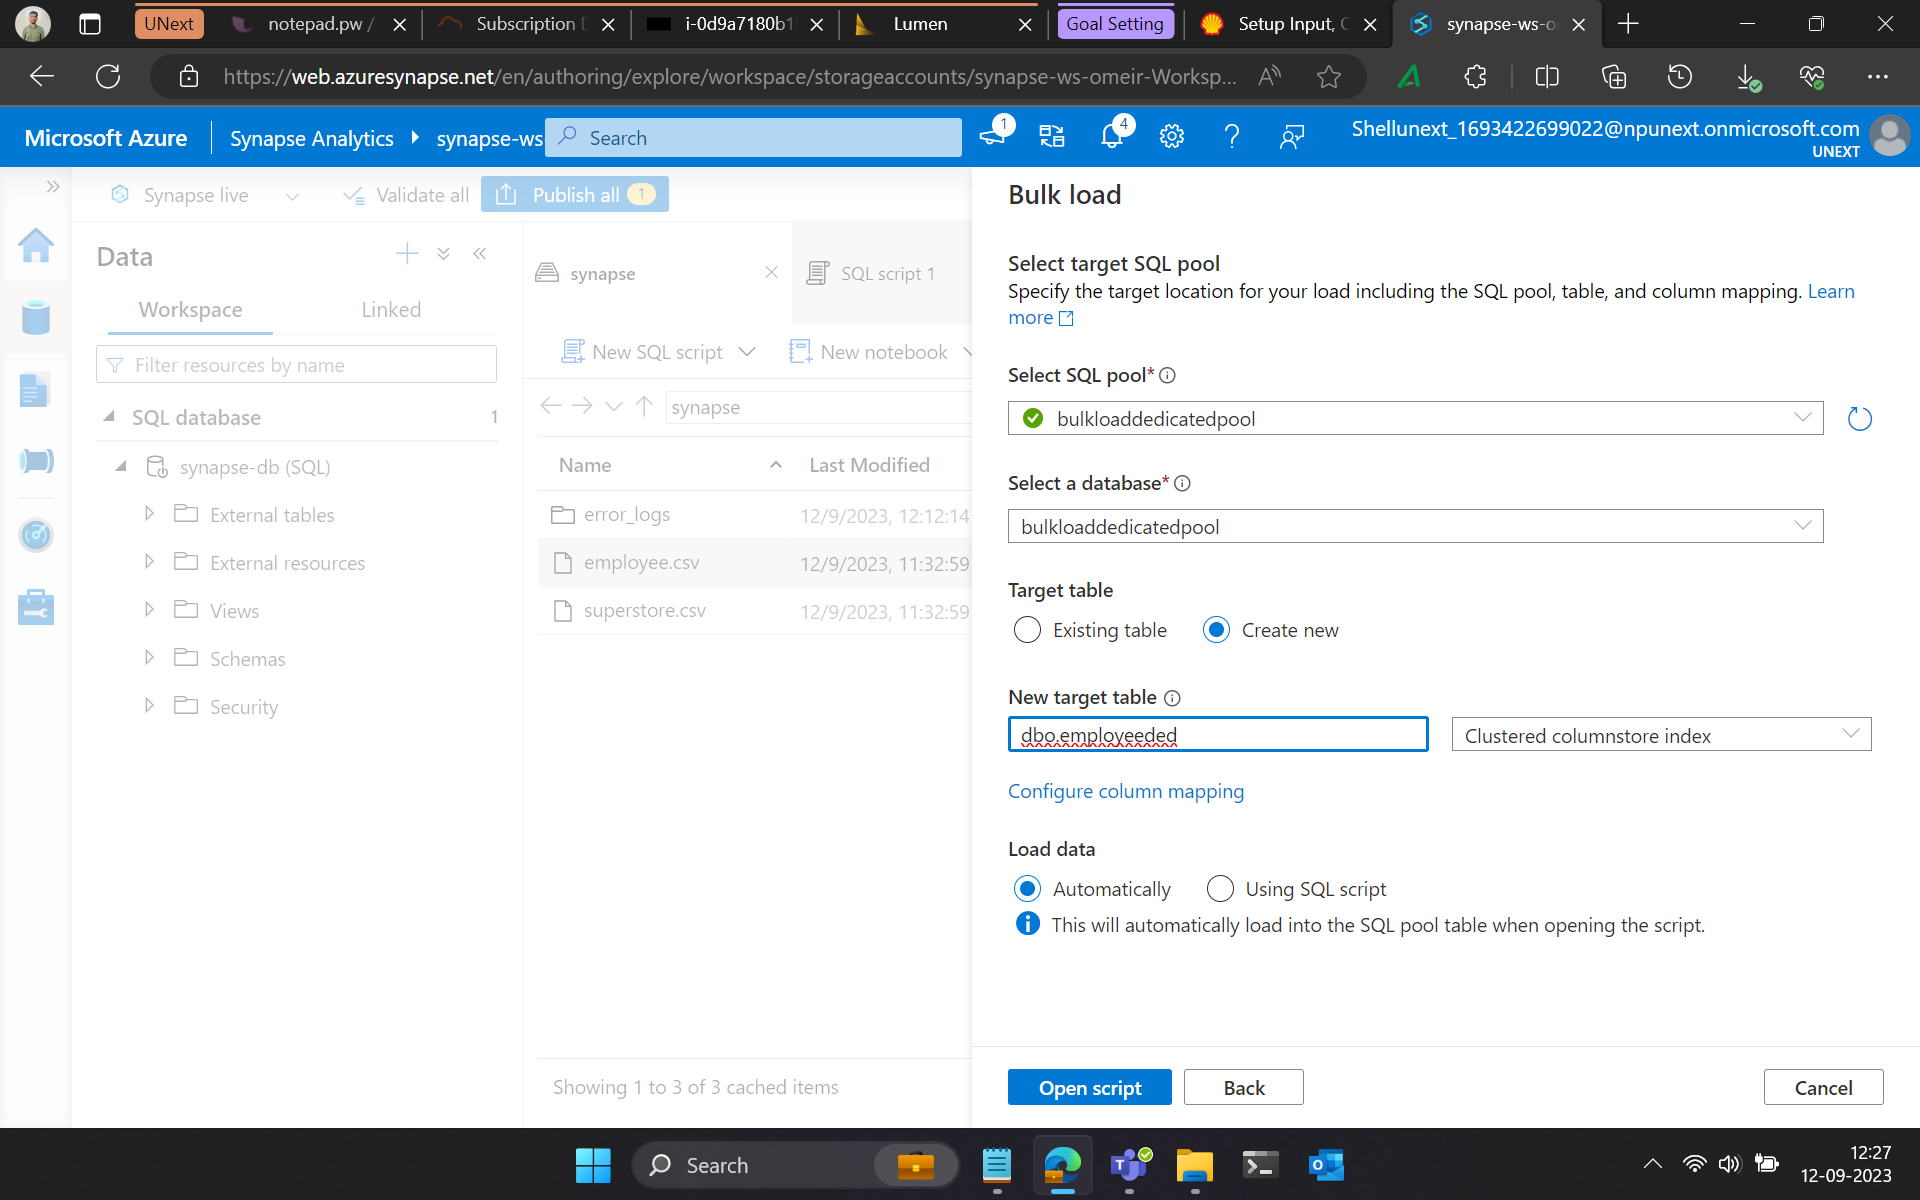 UNext
notepad.pw /
Subscription
i-0d9a7180b1
Lumen
Goal Setting
Setup Input,
synapse-ws-o
https://web.azuresynapse.net/en/authoring/explore/workspace/storageaccounts/synapse-ws-omeir-Worksp...
Microsoft Azure
Synapse Analytics
synapse-ws
Search
1
4
Shellunext_1693422699022@npunext.onmicrosoft.com
UNEXT
Synapse live
Validate all
Publish all
1
Data
Workspace
Linked
Filter resources by name
SQL database
1
synapse-db (SQL)
External tables
External resources
Views
Schemas
Security
synapse
SQL script 1
New SQL script
New notebook
synapse
Name
Last Modified
error_logs
12/9/2023, 12:12:14
employee.csv
12/9/2023, 11:32:59
superstore.csv
12/9/2023, 11:32:59
Showing 1 to 3 of 3 cached items
Bulk load
Select target SQL pool
Specify the target location for your load including the SQL pool, table, and column mapping. Learn
more
Select SQL pool*
bulkloaddedicatedpool
Select a database*
bulkloaddedicatedpool
Target table
Existing table
Create new
New target table
dbo.employeeded
Clustered columnstore index
Configure column mapping
Load data
Automatically
Using SQL script
This will automatically load into the SQL pool table when opening the script.
Open script
Back
Cancel
Search
12:27
12-09-2023